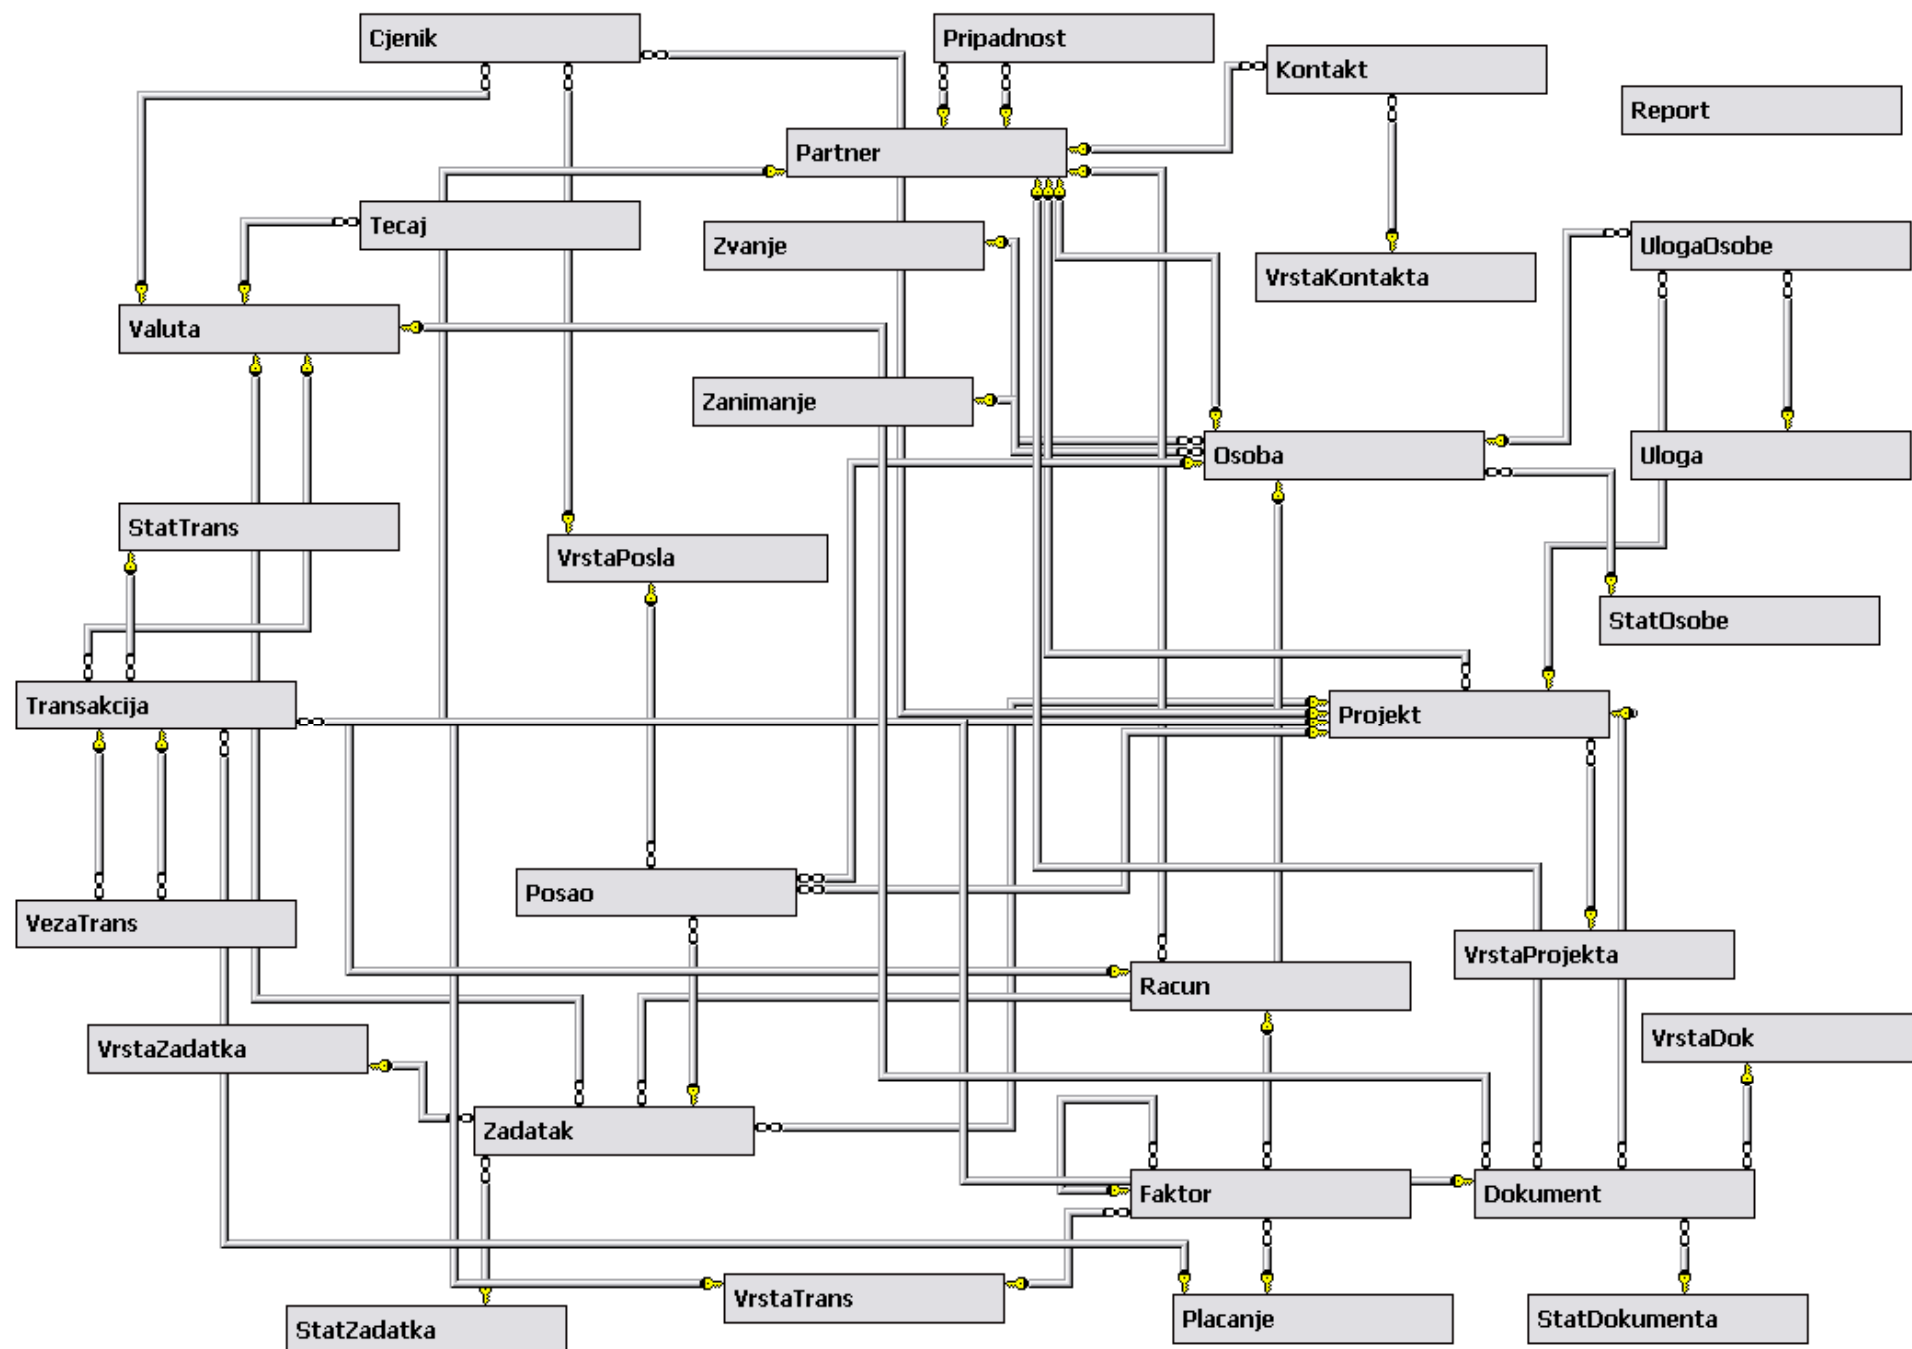 Cjenik
Pripadnost
Kontakt
Report
Partner
Tecaj
Zvanje
UlogaOsobe
VrstaKontakta
Valuta
Zanimanje
Osoba
Uloga
StatTrans
VrstaPosla
StatOsobe
Transakcija
Projekt
Posao
VezaTrans
VrstaProjekta
Racun
VrstaZadatka
VrstaDok
Zadatak
Faktor
Dokument
VrstaTrans
StatZadatka
Placanje
StatDokumenta